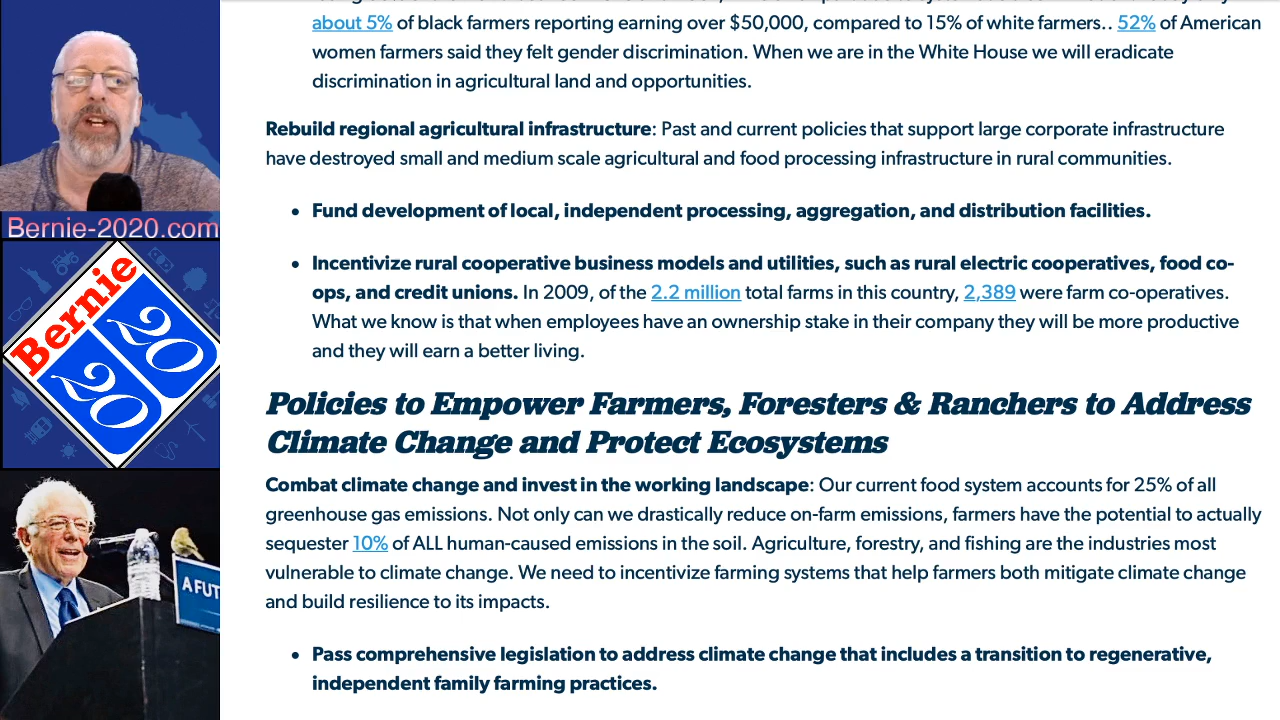 about 5% of black farmers reporting earning over $50,000, compared to 15% of white farmers.. 52% of American
women farmers said they felt gender discrimination. When we are in the White House we will eradicate
discrimination in agricultural land and opportunities.
Rebuild regional agricultural infrastructure: Past and current policies that support large corporate infrastructure
have destroyed small and medium scale agricultural and food processing infrastructure in rural communities.
• Fund development of local, independent processing, aggregation, and distribution facilities.
• Incentivize rural cooperative business models and utilities, such as rural electric cooperatives, food co-
ops, and credit unions. In 2009, of the 2.2 million total farms in this country, 2,389 were farm co-operatives.
What we know is that when employees have an ownership stake in their company they will be more productive
and they will earn a better living.
Policies to Empower Farmers, Foresters & Ranchers to Address
Climate Change and Protect Ecosystems
Combat climate change and invest in the working landscape: Our current food system accounts for 25% of all
greenhouse gas emissions. Not only can we drastically reduce on-farm emissions, farmers have the potential to actually
sequester 10% of ALL human-caused emissions in the soil. Agriculture, forestry, and fishing are the industries most
vulnerable to climate change. We need to incentivize farming systems that help farmers both mitigate climate change
and build resilience to its impacts.
• Pass comprehensive legislation to address climate change that includes a transition to regenerative,
independent family farming practices.
Bernie-2020.com
Bernie
20
20
A FUT